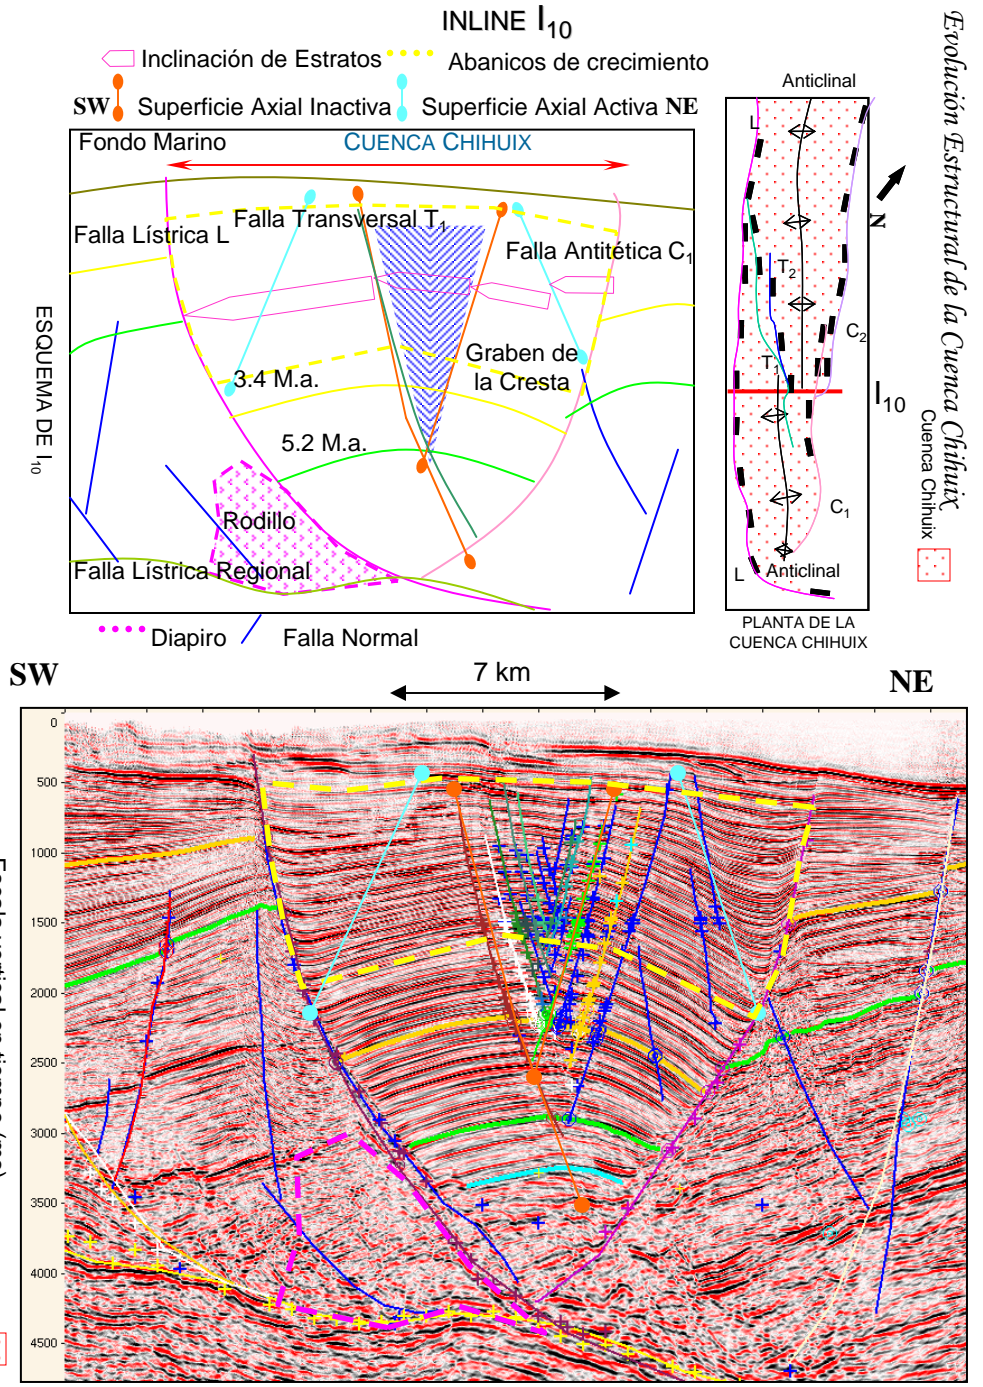 INLINE I10
Inclinación de Estratos
Abanicos de crecimiento
SW
Superficie Axial Inactiva
Superficie Axial Activa
NE
Fondo Marino
CUENCA CHIHUIX
Falla Transversal T1
Falla Lístrica L
Falla Antitética C1
Graben de
la Cresta
3.4 M.a.
5.2 M.a.
Rodillo
Falla Lístrica Regional
ESQUEMA DE I10
Diapiro
Falla Normal
Anticlinal
L
N
T2
C2
T1
I10
C1
L
Anticlinal
PLANTA DE LA
CUENCA CHIHUIX
Evolución Estructural de la Cuenca Chihuix
Cuenca Chihuix
SW
7 km
NE
0
500
1000
1500
2000
2500
3000
3500
4000
4500